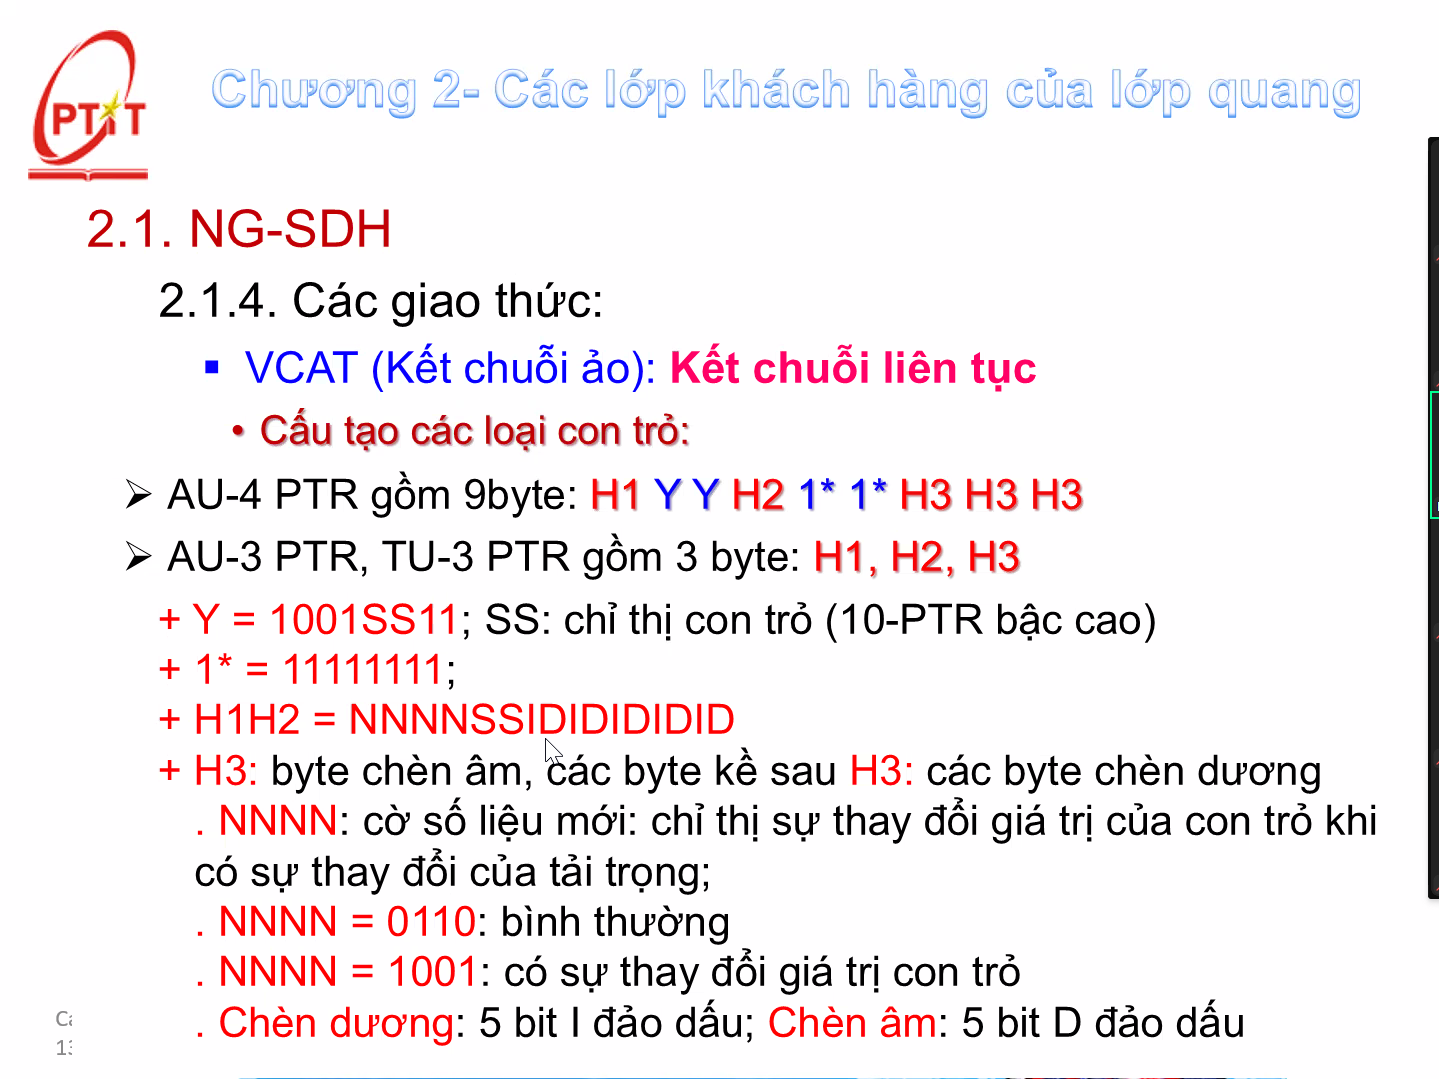 PTIT
Chương 2- Các lớp khách hàng của lớp quang
2.1. NG-SDH
2.1.4. Các giao thức:
▪ VCAT (Kết chuỗi ảo): Kết chuỗi liên tục
• Cấu tạo các loại con trỏ:
➢ AU-4 PTR gồm 9byte: H1 Y Y H2 1* 1* H3 H3 H3
➢ AU-3 PTR, TU-3 PTR gồm 3 byte: H1, H2, H3
+ Y = 1001SS11; SS: chỉ thị con trỏ (10-PTR bậc cao)
+ 1* = 11111111;
+ H1H2 = NNNNSSIDIDIDIDID
+ H3: byte chèn âm, các byte kề sau H3: các byte chèn dương
. NNNN: cờ số liệu mới: chỉ thị sự thay đổi giá trị của con trỏ khi
có sự thay đổi của tải trọng;
. NNNN = 0110: bình thường
. NNNN = 1001: có sự thay đổi giá trị con trỏ
. Chèn dương: 5 bit I đảo dấu; Chèn âm: 5 bit D đảo dấu